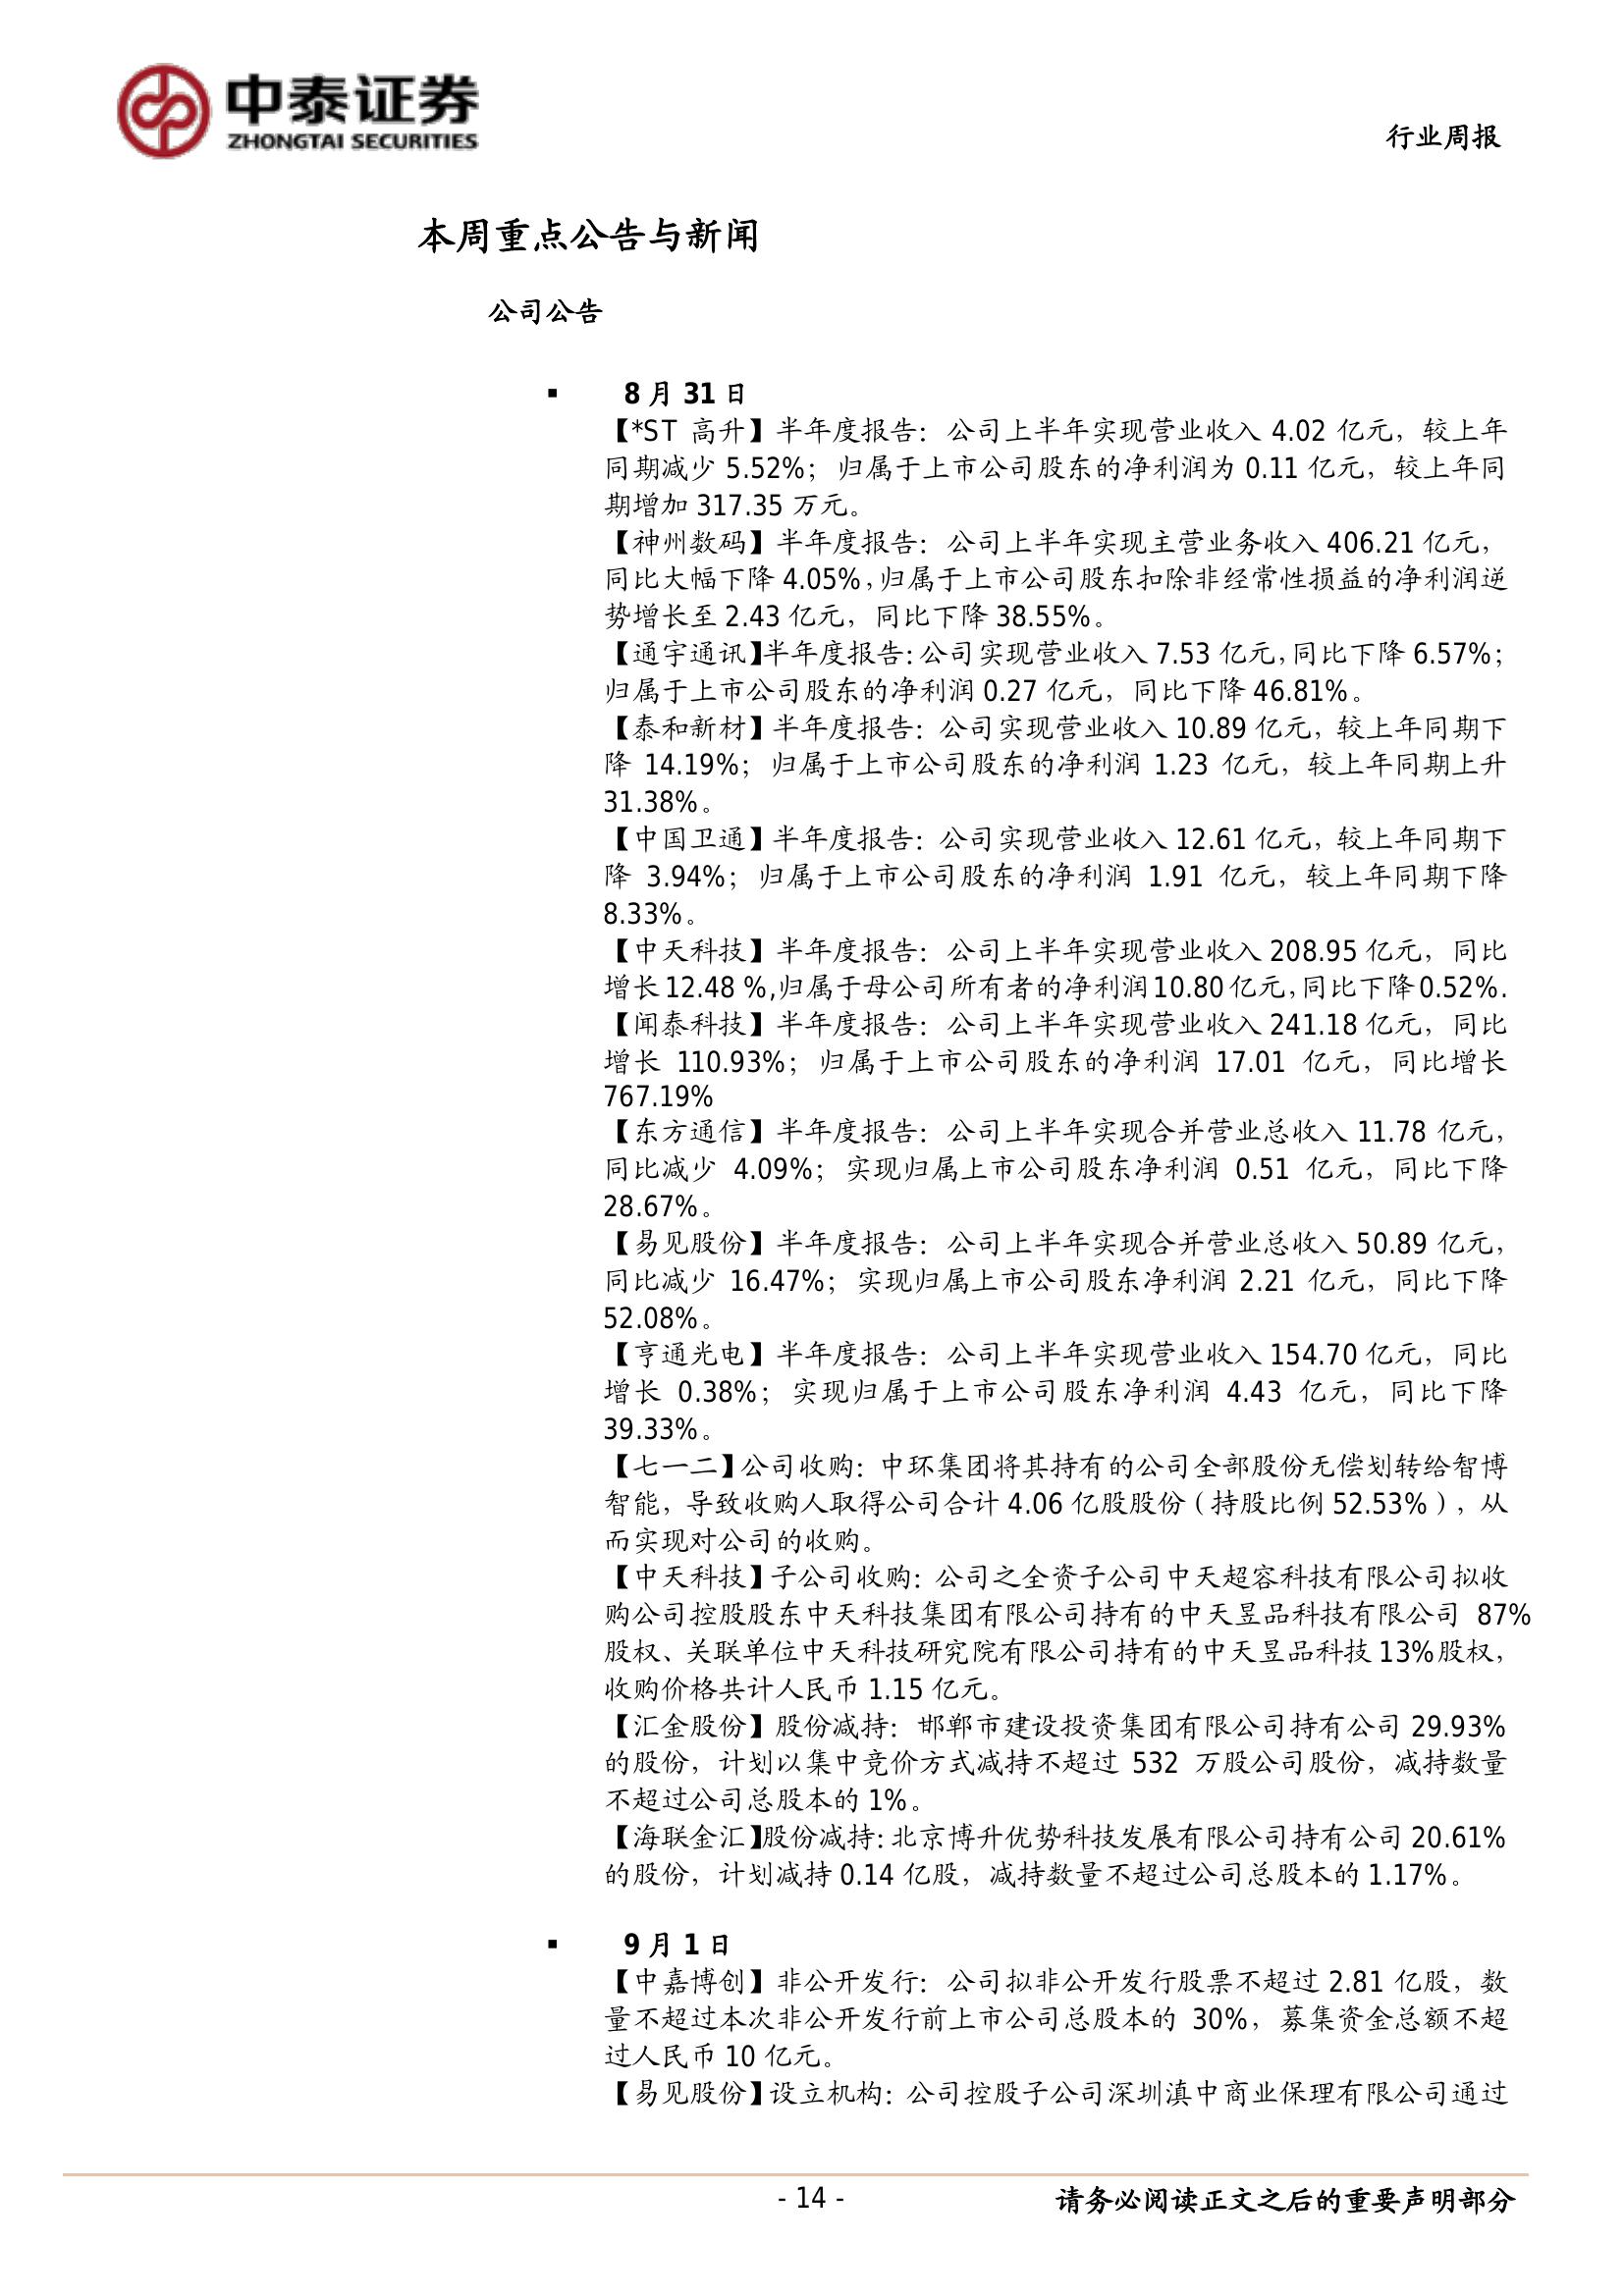 中泰证券
ZHONGTAI SECURITIES
行业周报
本周重点公告与新闻
公司公告
▪ 8 月 31 日
【*ST 高升】半年度报告：公司上半年实现营业收入 4.02 亿元，较上年
同期减少 5.52%；归属于上市公司股东的净利润为 0.11 亿元，较上年同
期增加 317.35 万元。
【神州数码】半年度报告：公司上半年实现主营业务收入 406.21 亿元，
同比大幅下降 4.05%，归属于上市公司股东扣除非经常性损益的净利润逆
势增长至 2.43 亿元，同比下降 38.55%。
【通宇通讯】半年度报告：公司实现营业收入 7.53 亿元，同比下降 6.57%；
归属于上市公司股东的净利润 0.27 亿元，同比下降 46.81%。
【泰和新材】半年度报告：公司实现营业收入 10.89 亿元，较上年同期下
降 14.19%；归属于上市公司股东的净利润 1.23 亿元，较上年同期上升
31.38%。
【中国卫通】半年度报告：公司实现营业收入 12.61 亿元，较上年同期下
降 3.94%；归属于上市公司股东的净利润 1.91 亿元，较上年同期下降
8.33%。
【中天科技】半年度报告：公司上半年实现营业收入 208.95 亿元，同比
增长 12.48 %,归属于母公司所有者的净利润 10.80 亿元，同比下降 0.52%.
【闻泰科技】半年度报告：公司上半年实现营业收入 241.18 亿元，同比
增长 110.93%；归属于上市公司股东的净利润 17.01 亿元，同比增长
767.19%
【东方通信】半年度报告：公司上半年实现合并营业总收入 11.78 亿元，
同比减少 4.09%；实现归属上市公司股东净利润 0.51 亿元，同比下降
28.67%。
【易见股份】半年度报告：公司上半年实现合并营业总收入 50.89 亿元，
同比减少 16.47%；实现归属上市公司股东净利润 2.21 亿元，同比下降
52.08%。
【亨通光电】半年度报告：公司上半年实现营业收入 154.70 亿元，同比
增长 0.38%；实现归属于上市公司股东净利润 4.43 亿元，同比下降
39.33%。
【七一二】公司收购：中环集团将其持有的公司全部股份无偿划转给智博
智能，导致收购人取得公司合计 4.06 亿股股份（持股比例 52.53%），从
而实现对公司的收购。
【中天科技】子公司收购：公司之全资子公司中天超容科技有限公司拟收
购公司控股股东中天科技集团有限公司持有的中天昱品科技有限公司 87%
股权、关联单位中天科技研究院有限公司持有的中天昱品科技 13%股权，
收购价格共计人民币 1.15 亿元。
【汇金股份】股份减持：邯郸市建设投资集团有限公司持有公司 29.93%
的股份，计划以集中竞价方式减持不超过 532 万股公司股份，减持数量
不超过公司总股本的 1%。
【海联金汇】股份减持：北京博升优势科技发展有限公司持有公司 20.61%
的股份，计划减持 0.14 亿股，减持数量不超过公司总股本的 1.17%。
▪ 9 月 1 日
【中嘉博创】非公开发行：公司拟非公开发行股票不超过 2.81 亿股，数
量不超过本次非公开发行前上市公司总股本的 30%，募集资金总额不超
过人民币 10 亿元。
【易见股份】设立机构：公司控股子公司深圳滇中商业保理有限公司通过
- 14 -
请务必阅读正文之后的重要声明部分